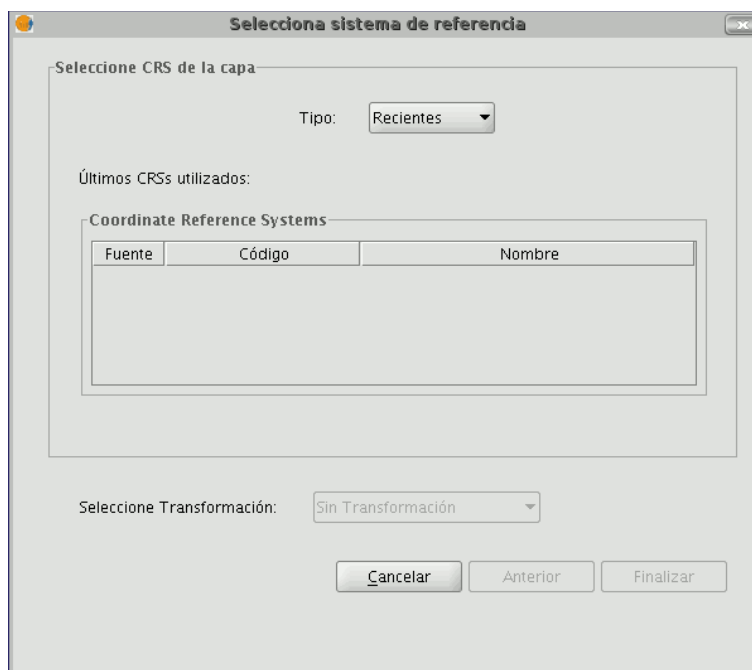 Selecciona sistema de referencia
Seleccione CRS de la capa
Tipo: Recientes
Últimos CRSs utilizados:
Coordinate Reference Systems
Fuente Código Nombre
Seleccione Transformación: Sin Transformación
Cancelar Anterior Finalizar